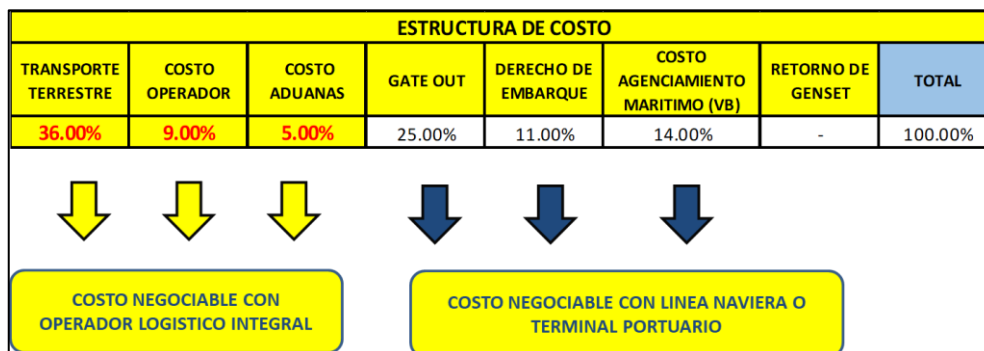 ESTRUCTURA DE COSTO
TRANSPORTE TERRESTRE
COSTO OPERADOR
COSTO ADUANAS
GATE OUT
DERECHO DE EMBARQUE
COSTO AGENCIAMIENTO MARITIMO (VB)
RETORNO DE GENSET
TOTAL
36.00% 9.00% 5.00% 25.00% 11.00% 14.00% - 100.00%
COSTO NEGOCIABLE CON
OPERADOR LOGISTICO INTEGRAL
COSTO NEGOCIABLE CON LINEA NAVIERA O
TERMINAL PORTUARIO